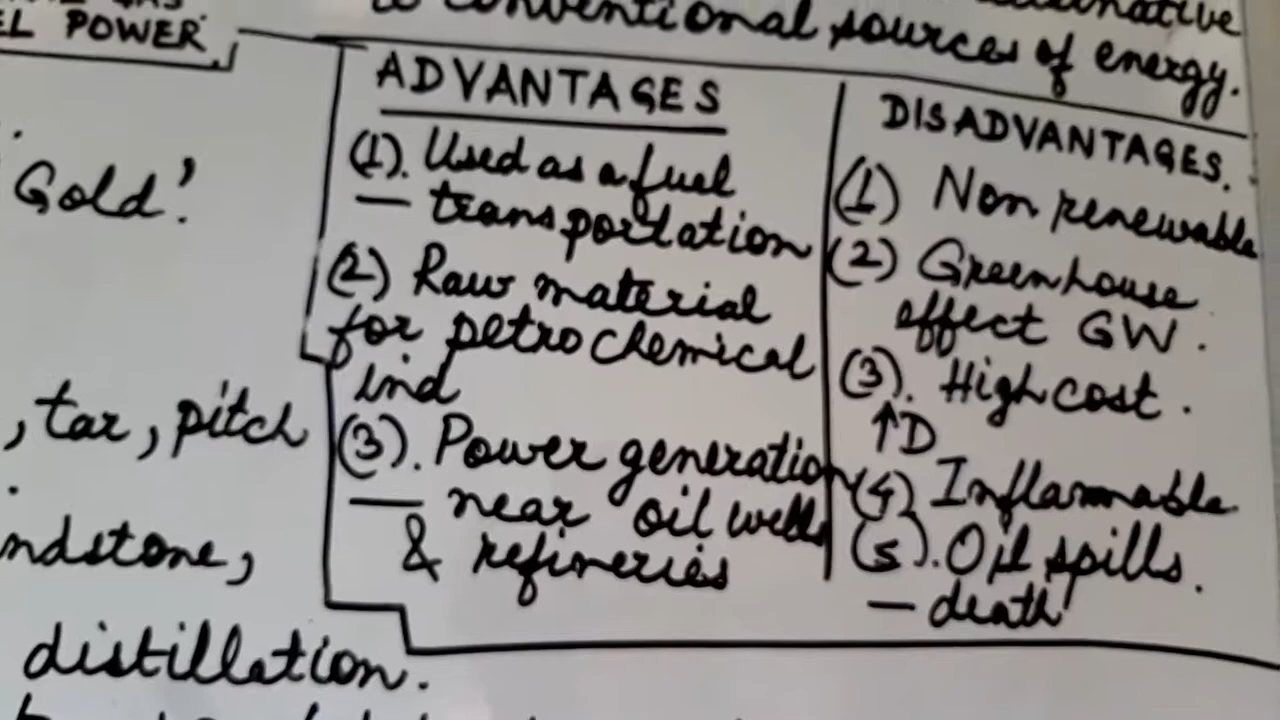 EL POWER
to conventional sources of energy.
Gold'.
, tar, pitch
ndstone,
distillation.
ADVANTAGES
(1). Used as a fuel
— transportation
(2) Raw material
for petrochemical
ind
(3). Power generation
— near oil wells
& refineries
DISADVANTAGES.
(1) Non renewable
(2) Greenhouse
effect GW.
(3). High cost.
↑D
(4) Inflammable
(5). Oil spills.
— death